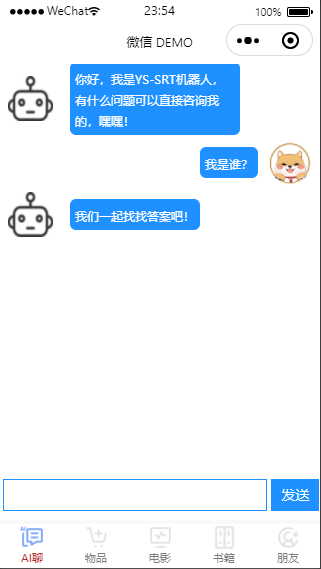 WeChat 23:54 100%
微信 DEMO
你好，我是YS-SRT机器人，
有什么问题可以直接咨询我
的，嘿嘿！
我是谁？
我们一起找找答案吧！
发送
AI
AI聊 物品 电影 书籍 朋友